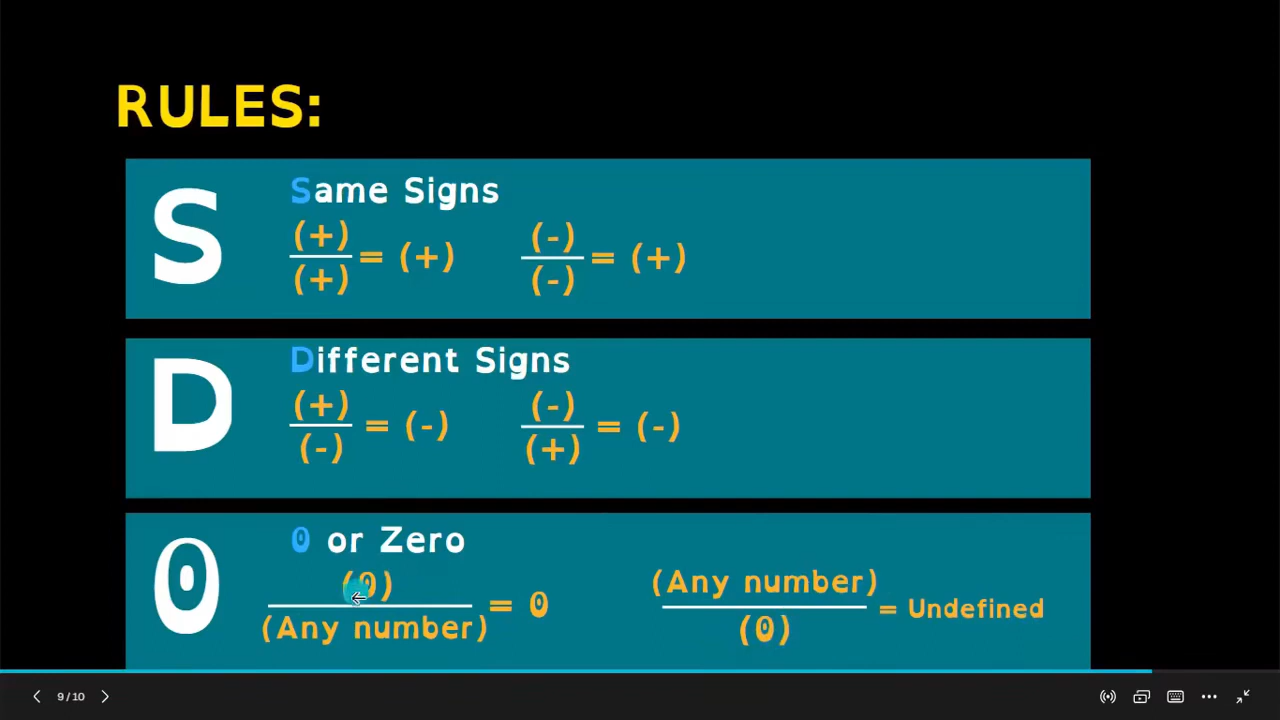 RULES:
S
Same Signs
(+)/(+) = (+) (-)/(-) = (+)
D
Different Signs
(+)/(-) = (-) (-)/(+) = (-)
0
0 or Zero
(0)/(Any number) = 0 (Any number)/(0) = Undefined
9/10